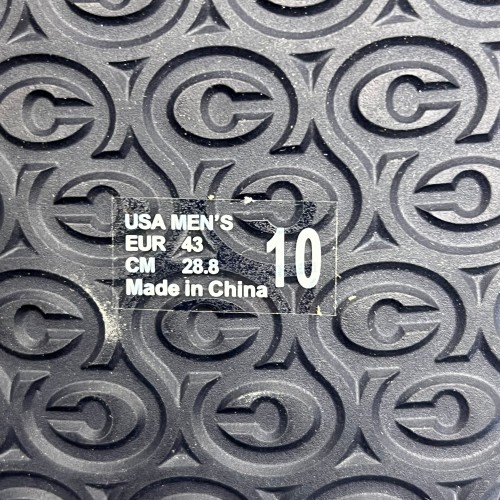 USA MEN'S
EUR 43
CM 28.8
10
Made in China